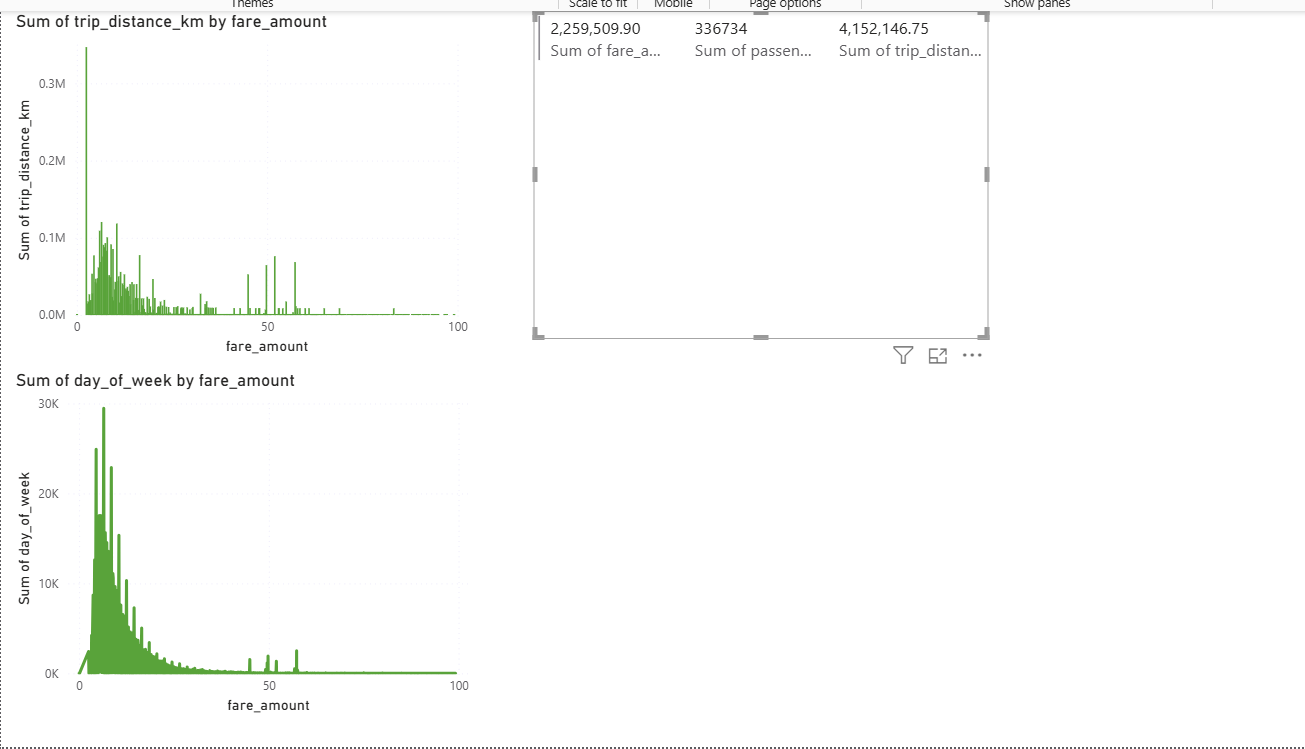 Themes Scale to fit Mobile Page options Show panes
Sum of trip_distance_km by fare_amount
Sum of trip_distance_km
0.3M
0.2M
0.1M
0.0M
0 50 100
fare_amount
2,259,509.90 336734 4,152,146.75
Sum of fare_a... Sum of passen... Sum of trip_distan...
Sum of day_of_week by fare_amount
Sum of day_of_week
30K
20K
10K
0K
0 50 100
fare_amount